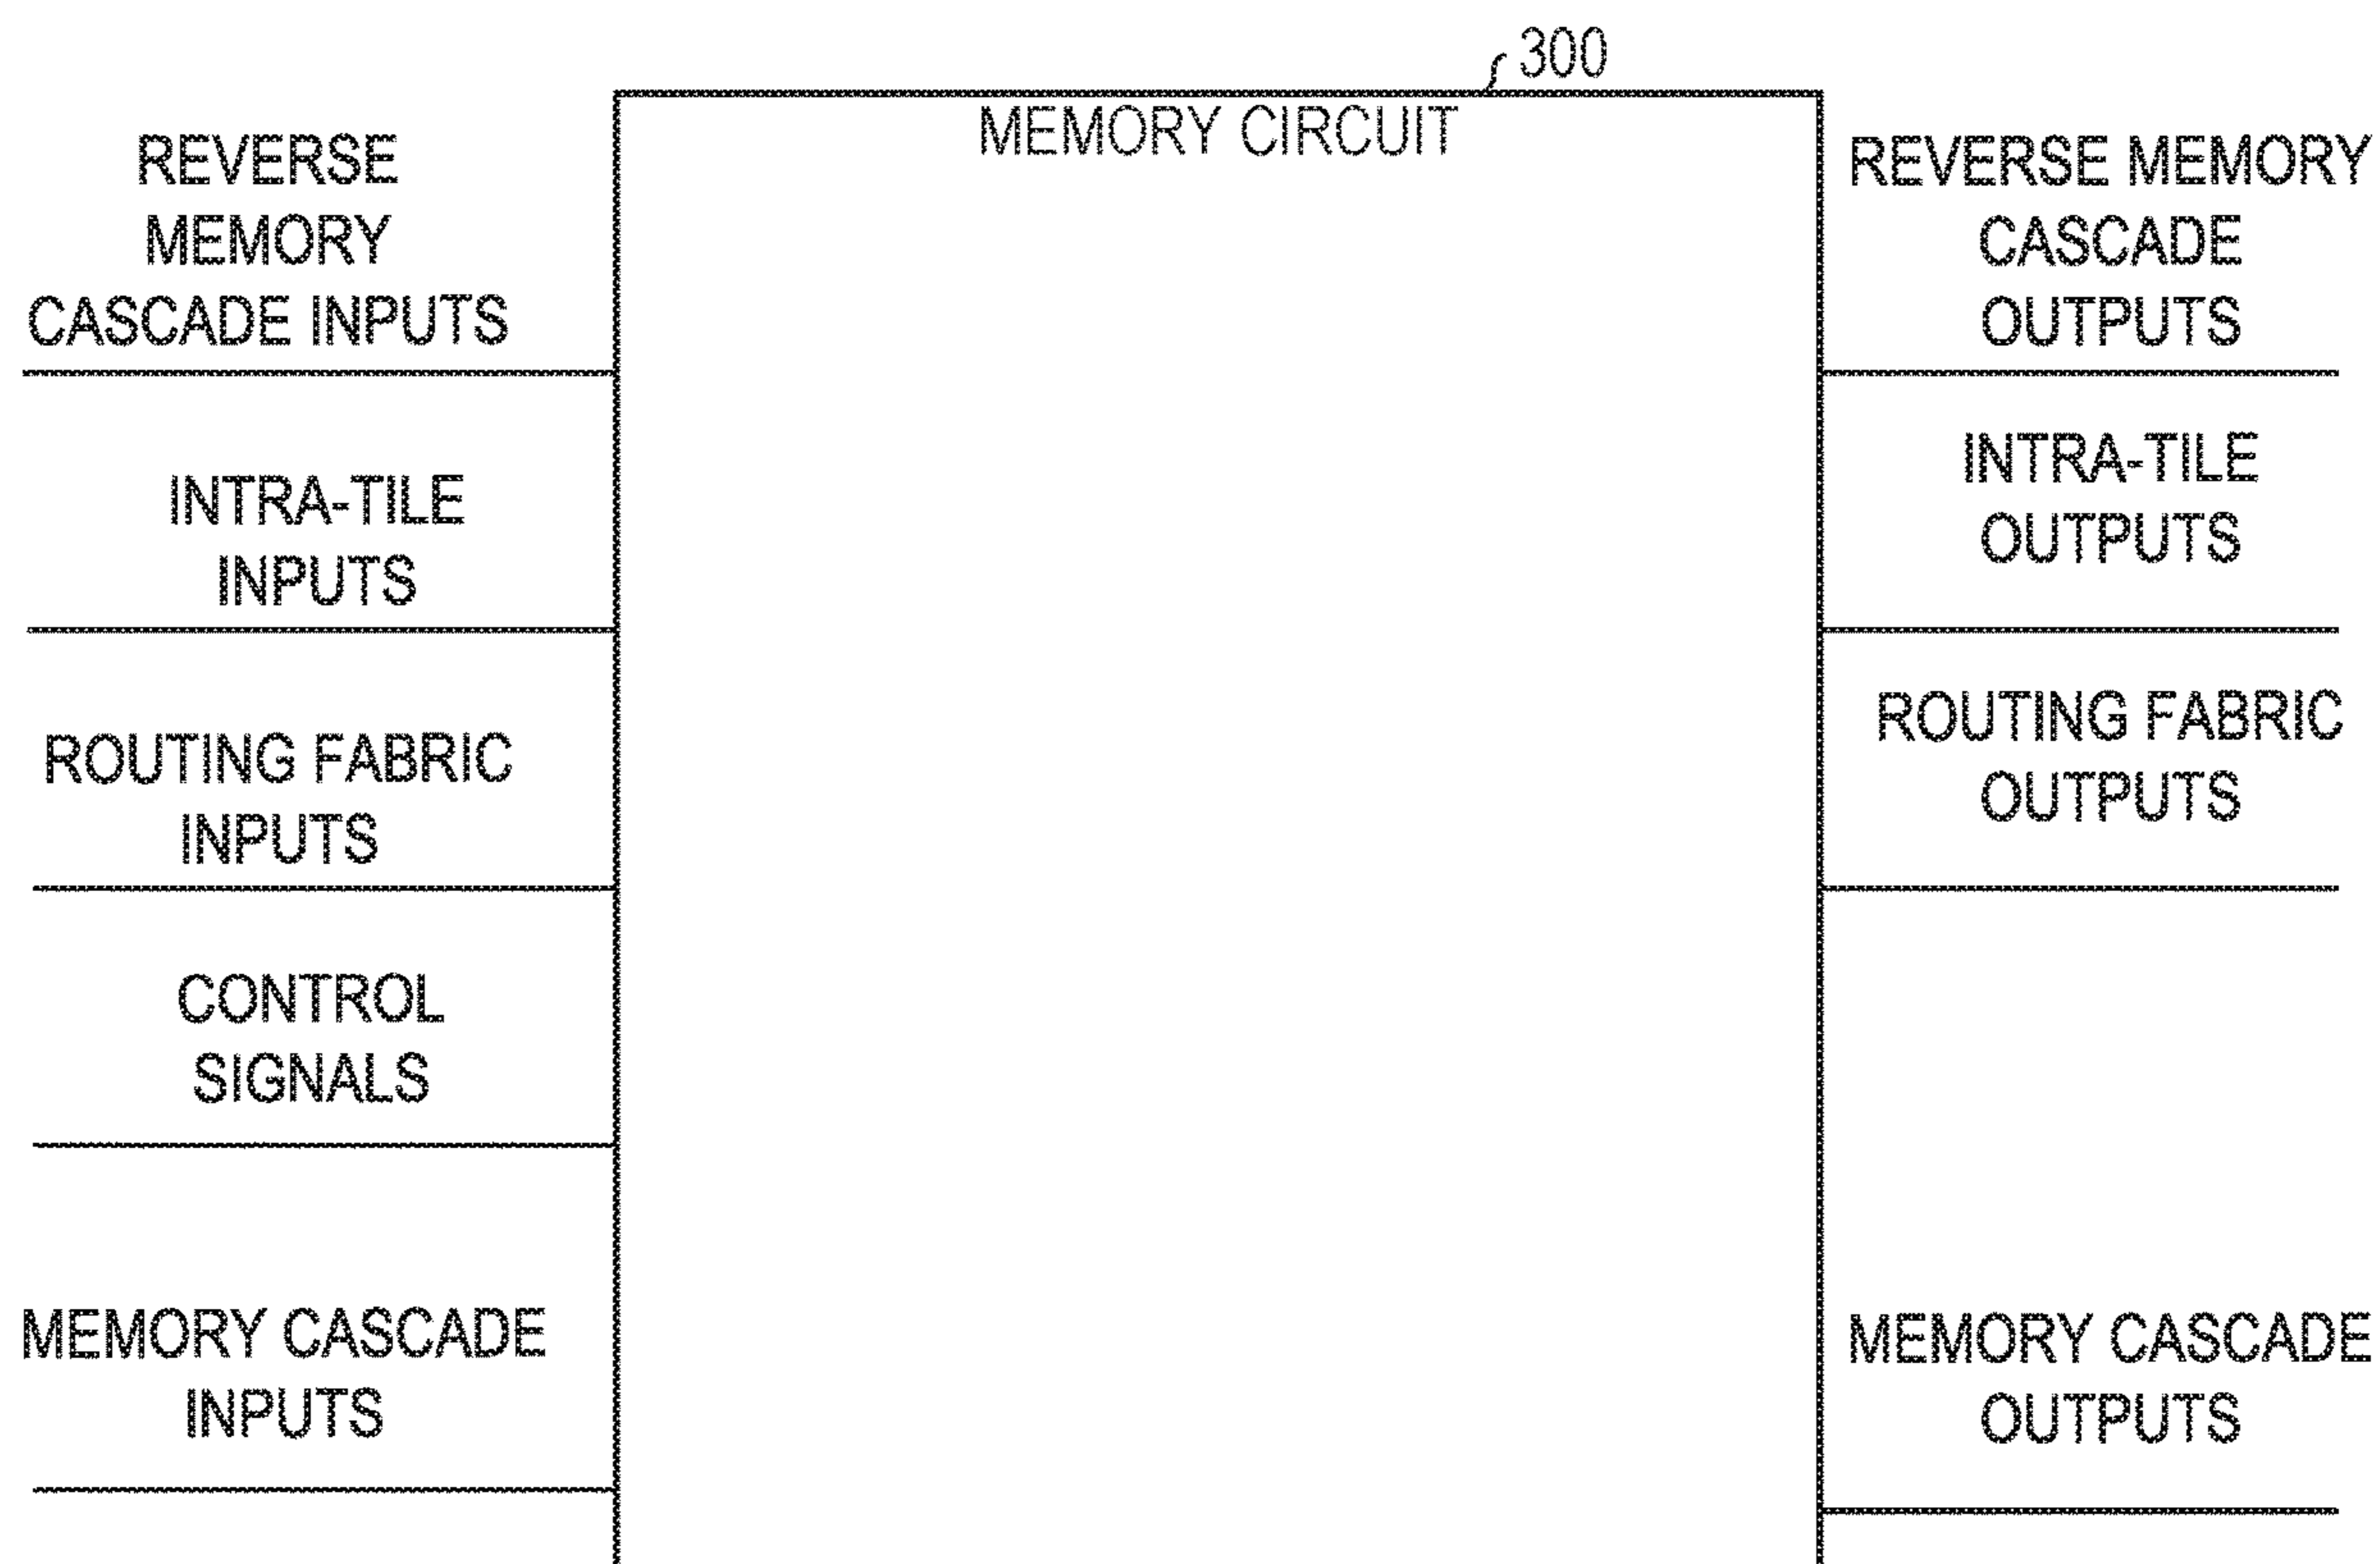 300
MEMORY CIRCUIT
REVERSE
MEMORY
CASCADE INPUTS
INTRA-TILE
INPUTS
ROUTING FABRIC
INPUTS
CONTROL
SIGNALS
MEMORY CASCADE
INPUTS
REVERSE MEMORY
CASCADE
OUTPUTS
INTRA-TILE
OUTPUTS
ROUTING FABRIC
OUTPUTS
MEMORY CASCADE
OUTPUTS